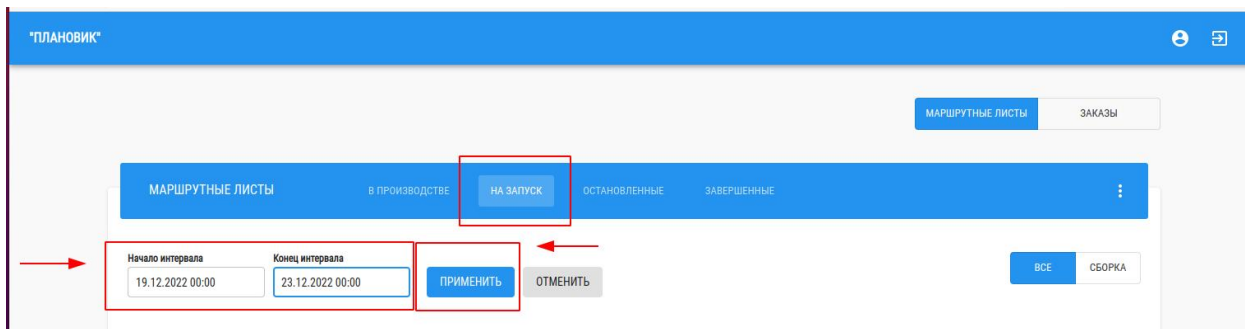 "ПЛАНОВИК"
МАРШРУТНЫЕ ЛИСТЫ ЗАКАЗЫ
МАРШРУТНЫЕ ЛИСТЫ В ПРОИЗВОДСТВЕ НА ЗАПУСК ОСТАНОВЛЕННЫЕ ЗАВЕРШЕННЫЕ
Начало интервала Конец интервала
19.12.2022 00:00 23.12.2022 00:00 ПРИМЕНИТЬ ОТМЕНИТЬ ВСЕ СБОРКА